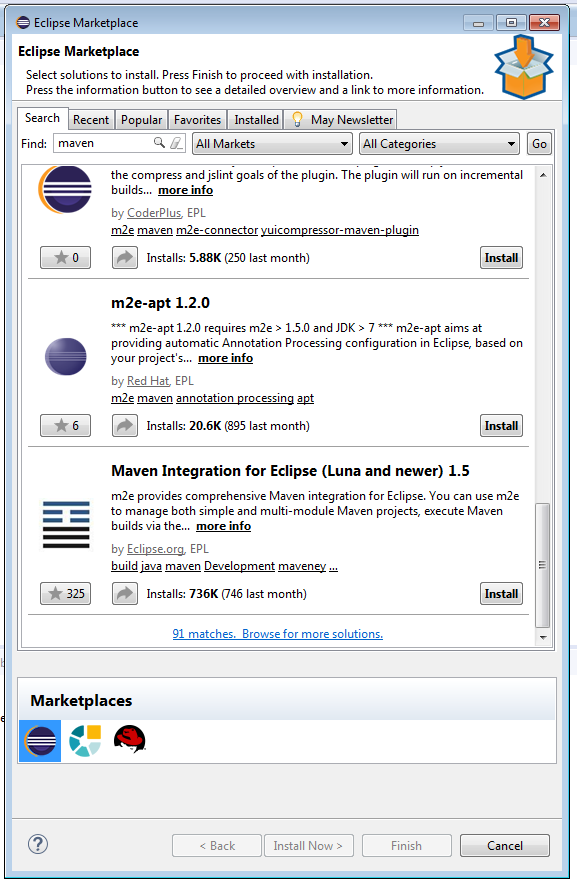 Eclipse Marketplace
Eclipse Marketplace
Select solutions to install. Press Finish to proceed with installation.
Press the information button to see a detailed overview and a link to more information.
Search Recent Popular Favorites Installed May Newsletter
Find: maven All Markets All Categories Go
the compress and jslint goals of the plugin. The plugin will run on incremental
builds... more info
by CoderPlus, EPL
m2e maven m2e-connector yuicompressor-maven-plugin
0 Installs: 5.88K (250 last month) Install
m2e-apt 1.2.0
*** m2e-apt 1.2.0 requires m2e > 1.5.0 and JDK > 7 *** m2e-apt aims at
providing automatic Annotation Processing configuration in Eclipse, based on
your project's... more info
by Red Hat, EPL
m2e maven annotation processing apt
6 Installs: 20.6K (895 last month) Install
Maven Integration for Eclipse (Luna and newer) 1.5
m2e provides comprehensive Maven integration for Eclipse. You can use m2e
to manage both simple and multi-module Maven projects, execute Maven
builds via the... more info
by Eclipse.org, EPL
build java maven Development maveney ...
325 Installs: 736K (746 last month) Install
91 matches. Browse for more solutions.
Marketplaces
? < Back Install Now > Finish Cancel